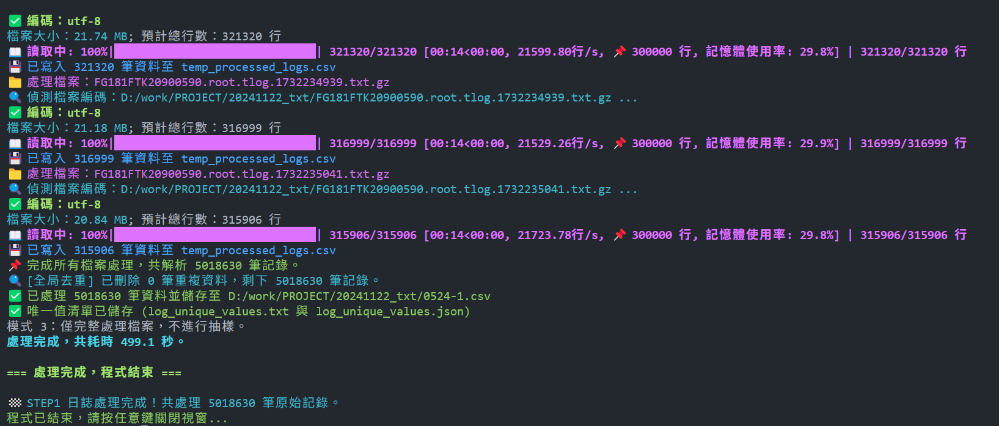 ✅ 編碼：utf-8
檔案大小：21.74 MB; 預計總行數：321320 行
📖 讀取中: 100%|██████████████████████████████| 321320/321320 [00:14<00:00, 21599.80行/s, 📌 300000 行, 記憶體使用率: 29.8%] | 321320/321320 行
💾 已寫入 321320 筆資料至 temp_processed_logs.csv
📁 處理檔案：FG181FTK20900590.root.tlog.1732234939.txt.gz
🔍 偵測檔案編碼：D:/work/PROJECT/20241122_txt/FG181FTK20900590.root.tlog.1732234939.txt.gz ...
✅ 編碼：utf-8
檔案大小：21.18 MB; 預計總行數：316999 行
📖 讀取中: 100%|██████████████████████████████| 316999/316999 [00:14<00:00, 21529.26行/s, 📌 300000 行, 記憶體使用率: 29.9%] | 316999/316999 行
💾 已寫入 316999 筆資料至 temp_processed_logs.csv
📁 處理檔案：FG181FTK20900590.root.tlog.1732235041.txt.gz
🔍 偵測檔案編碼：D:/work/PROJECT/20241122_txt/FG181FTK20900590.root.tlog.1732235041.txt.gz ...
✅ 編碼：utf-8
檔案大小：20.84 MB; 預計總行數：315906 行
📖 讀取中: 100%|██████████████████████████████| 315906/315906 [00:14<00:00, 21723.78行/s, 📌 300000 行, 記憶體使用率: 29.8%] | 315906/315906 行
💾 已寫入 315906 筆資料至 temp_processed_logs.csv
📌 完成所有檔案處理，共解析 5018630 筆記錄。
🔍 [全局去重] 已刪除 0 筆重複資料，剩下 5018630 筆記錄。
✅ 已處理 5018630 筆資料並儲存至 D:/work/PROJECT/20241122_txt/0524-1.csv
✅ 唯一值清單已儲存 (log_unique_values.txt 與 log_unique_values.json)
模式 3：僅完整處理檔案，不進行抽樣。
處理完成，共耗時 499.1 秒。
=== 處理完成，程式結束 ===
🏁 STEP1 日誌處理完成！共處理 5018630 筆原始記錄。
程式已結束，請按任意鍵關閉視窗...